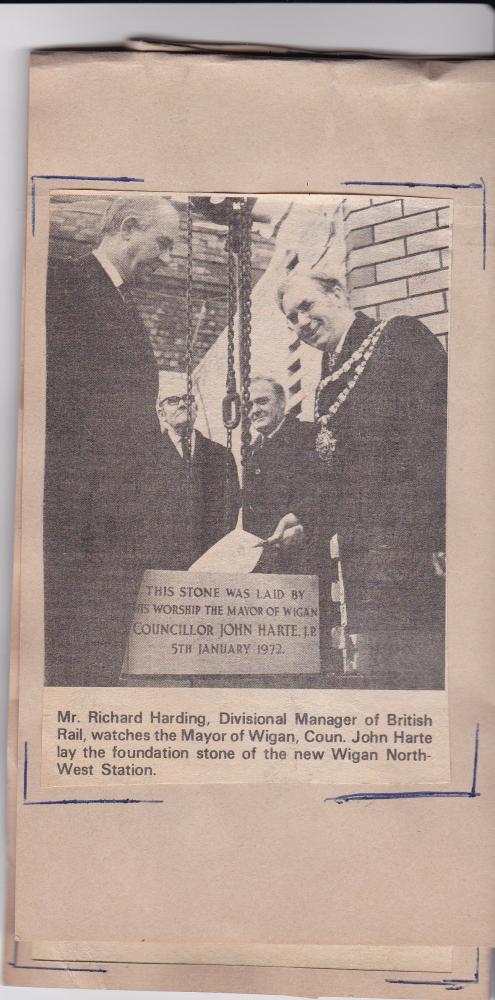 THIS STONE WAS LAID BY
HIS WORSHIP THE MAYOR OF WIGAN
COUNCILLOR JOHN HARTE, J.P.
5TH JANUARY 1972.
Mr. Richard Harding, Divisional Manager of British
Rail, watches the Mayor of Wigan, Coun. John Harte
lay the foundation stone of the new Wigan North-
West Station.